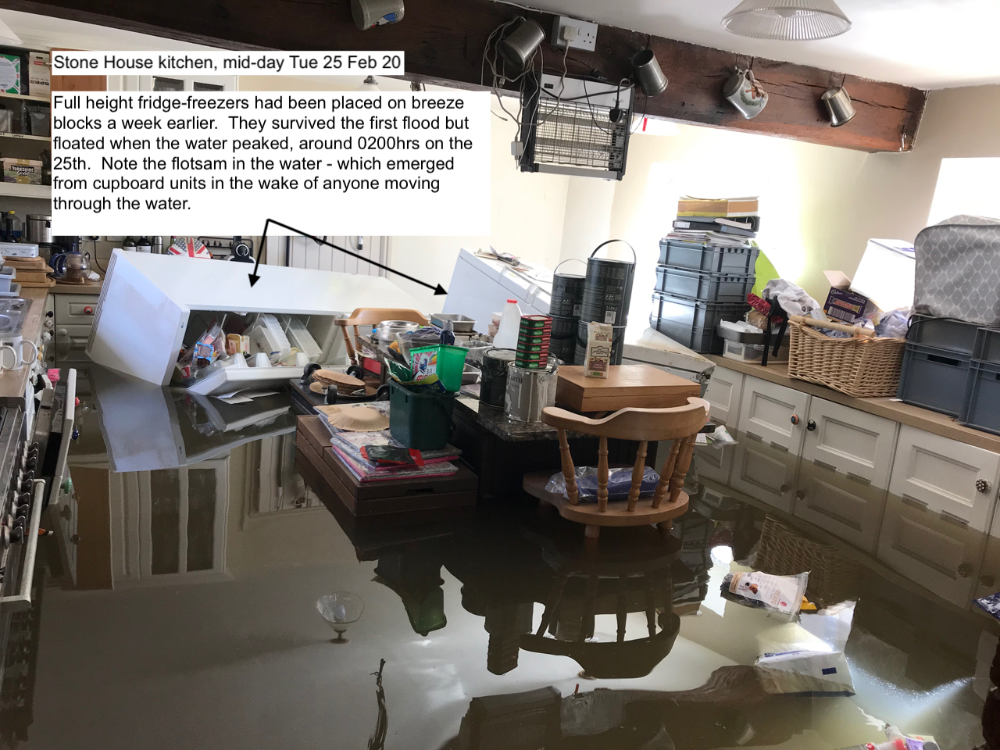 Stone House kitchen, mid-day Tue 25 Feb 20
Full height fridge-freezers had been placed on breeze
blocks a week earlier.  They survived the first flood but
floated when the water peaked, around 0200hrs on the
25th.  Note the flotsam in the water - which emerged
from cupboard units in the wake of anyone moving
through the water.
YORKSHIRE